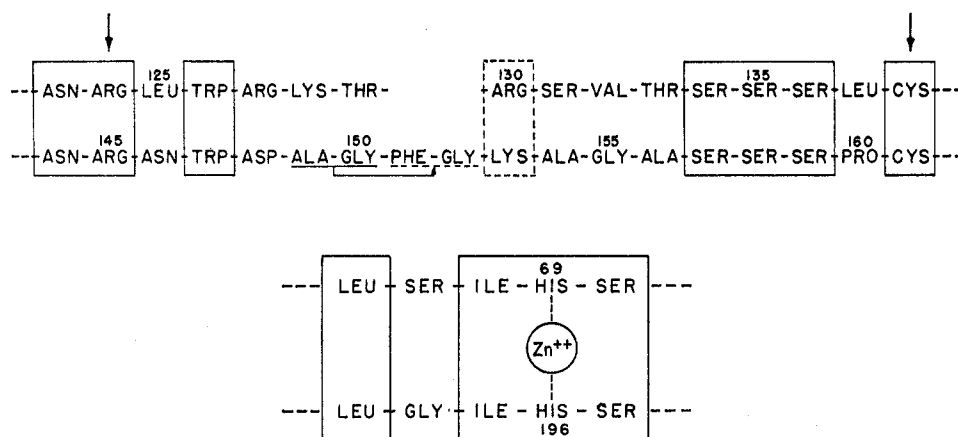 125 130 135
--- ASN-ARG-LEU-TRP-ARG-LYS-THR- -ARG-SER-VAL-THR-SER-SER-SER-LEU-CYS---
145 150 155 160
--- ASN-ARG-ASN-TRP-ASP-ALA-GLY-PHE-GLY-LYS-ALA-GLY-ALA-SER-SER-SER-PRO-CYS---
69
--- LEU-SER-ILE-HIS-SER---
Zn++
--- LEU-GLY-ILE-HIS-SER---
196